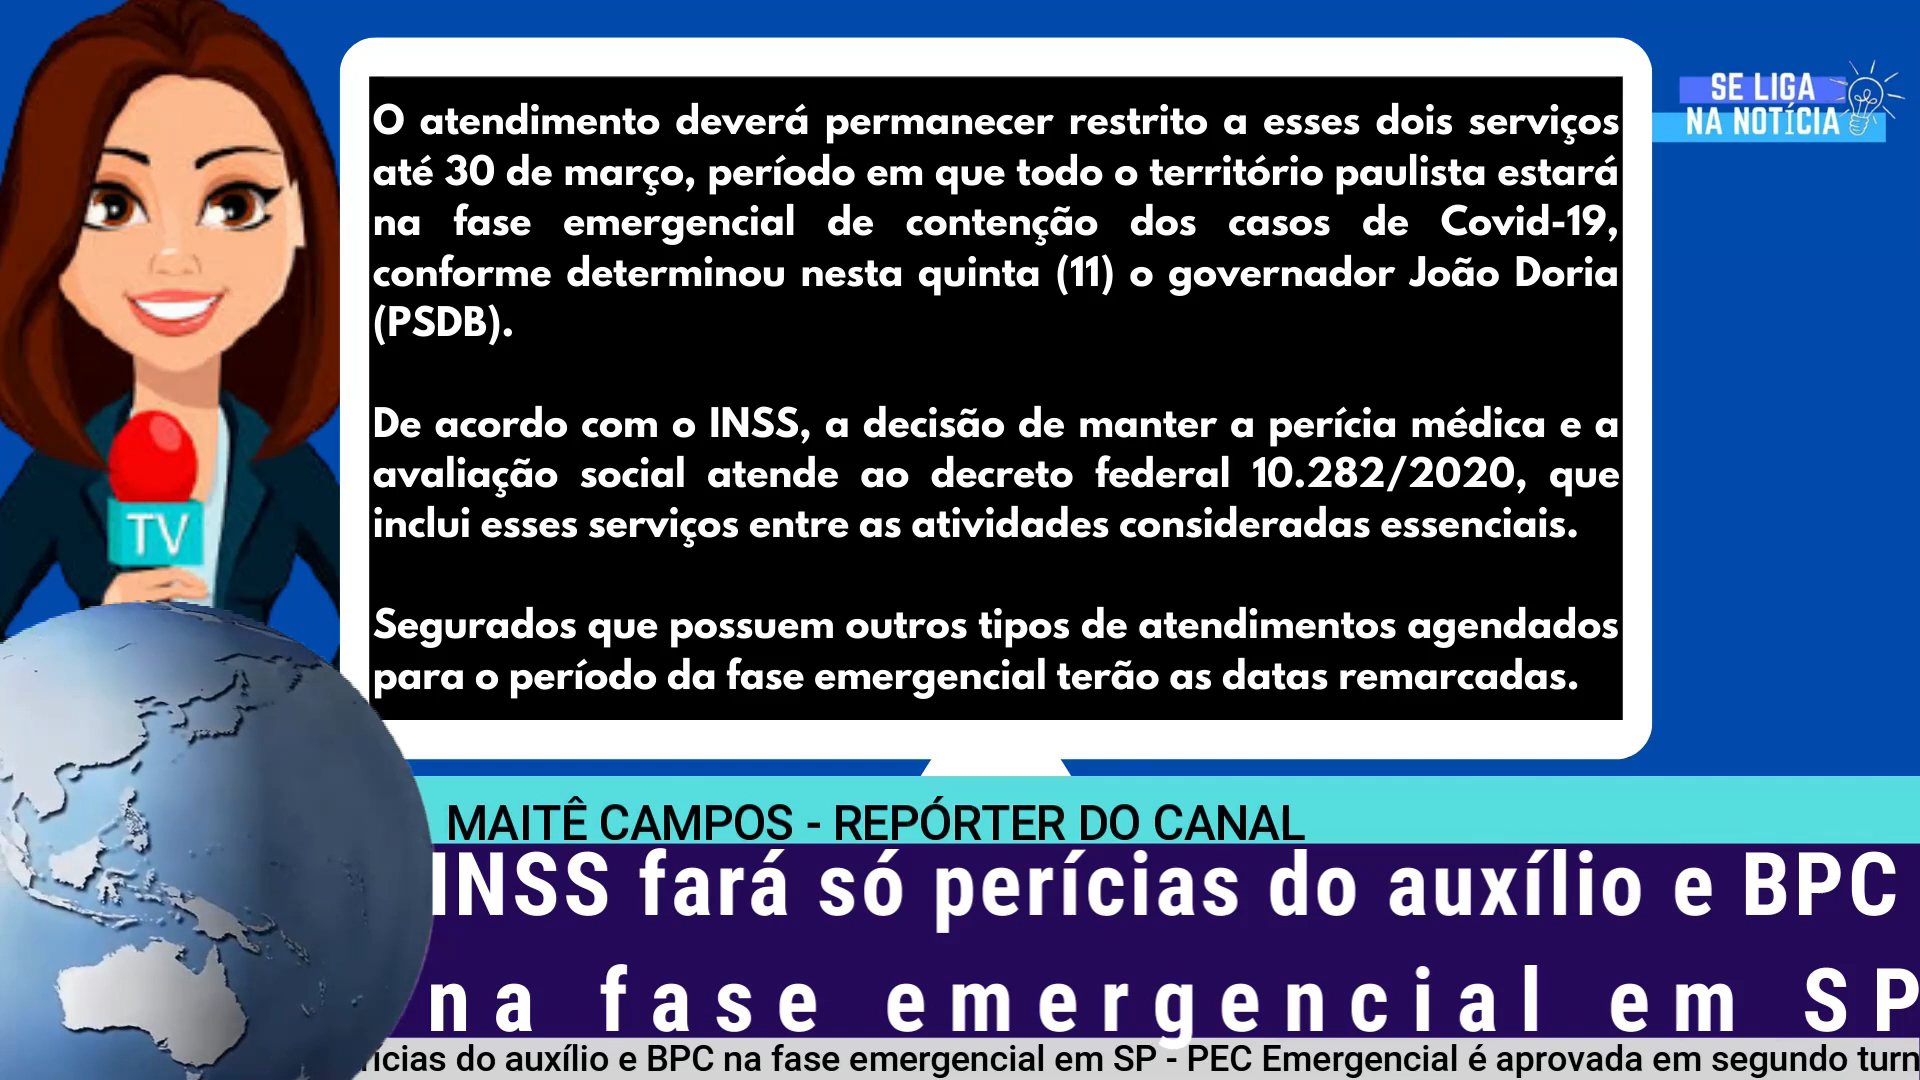 SE LIGA
NA NOTÍCIA
O atendimento deverá permanecer restrito a esses dois serviços
até 30 de março, período em que todo o território paulista estará
na fase emergencial de contenção dos casos de Covid-19,
conforme determinou nesta quinta (11) o governador João Doria
(PSDB).
De acordo com o INSS, a decisão de manter a perícia médica e a
avaliação social atende ao decreto federal 10.282/2020, que
inclui esses serviços entre as atividades consideradas essenciais.
Segurados que possuem outros tipos de atendimentos agendados
para o período da fase emergencial terão as datas remarcadas.
TV
MAITÊ CAMPOS - REPÓRTER DO CANAL
INSS fará só perícias do auxílio e BPC
na fase emergencial em SP
ícias do auxílio e BPC na fase emergencial em SP - PEC Emergencial é aprovada em segundo turn